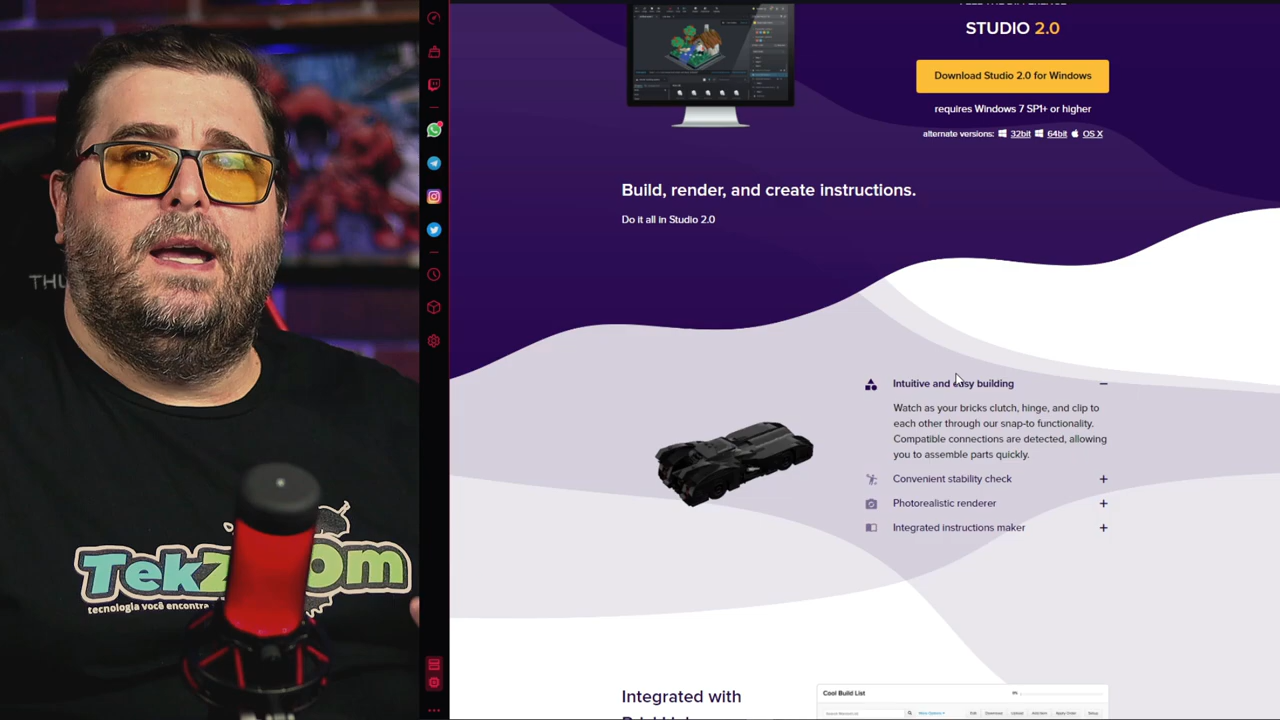 STUDIO 2.0
Download Studio 2.0 for Windows
requires Windows 7 SP1+ or higher
alternate versions: 32bit 64bit OS X
Build, render, and create instructions.
Do it all in Studio 2.0
Intuitive and easy building
Watch as your bricks clutch, hinge, and clip to
each other through our snap-to functionality.
Compatible connections are detected, allowing
you to assemble parts quickly.
Convenient stability check
Photorealistic renderer
Integrated instructions maker
Integrated with
Cool Build List
THU
TekZoom
tecnologia você encontra